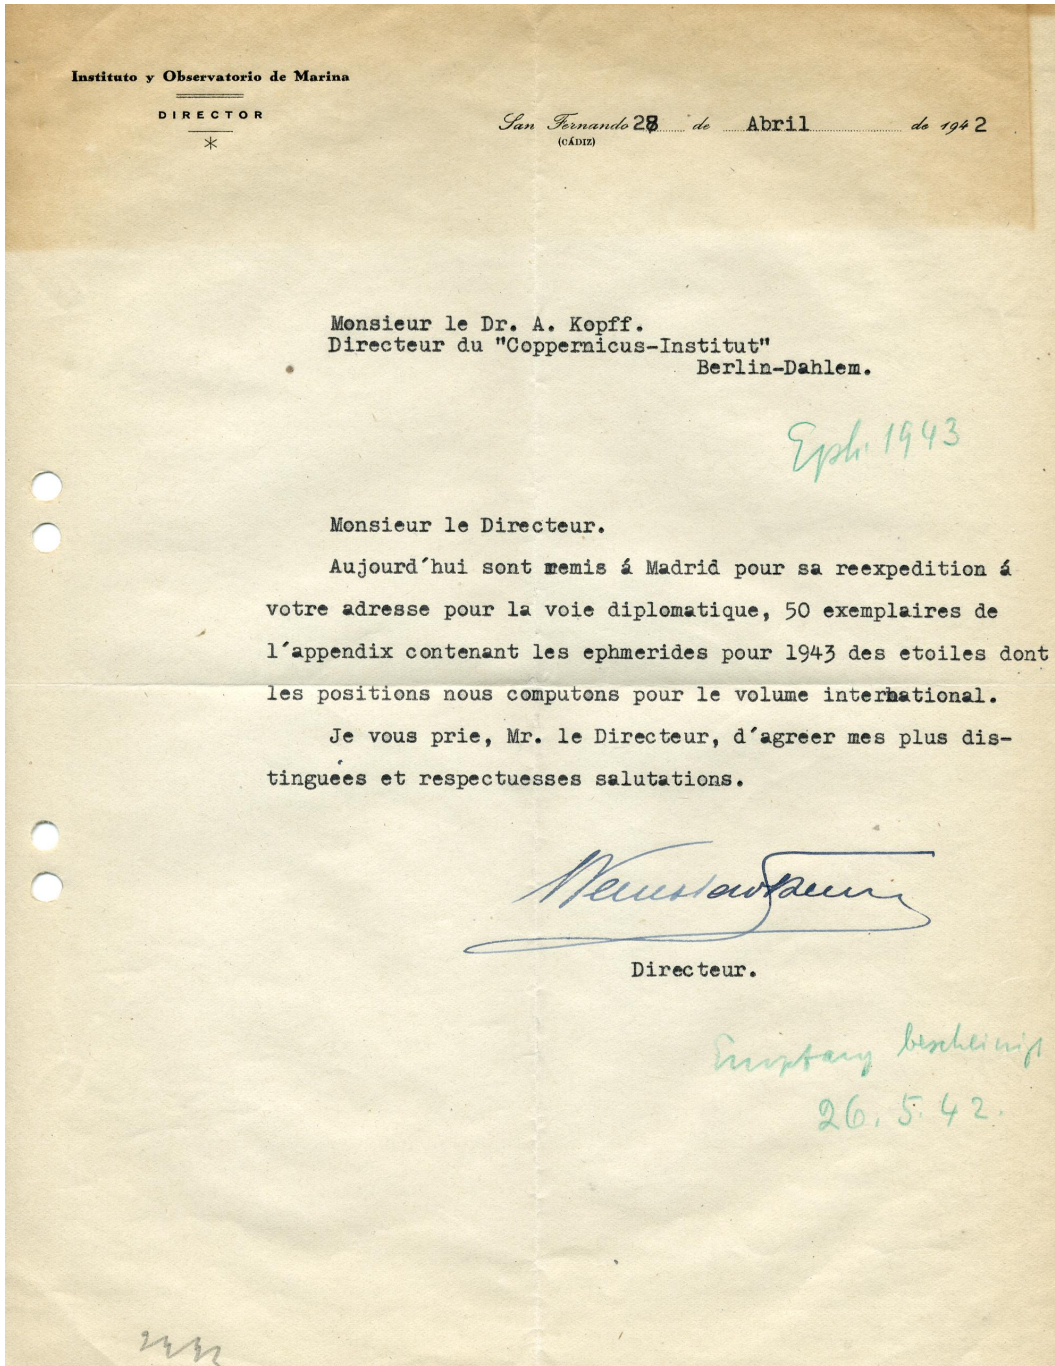 Instituto y Observatorio de Marina
DIRECTOR
San Fernando 28 de Abril de 1942
(CÁDIZ)
Monsieur le Dr. A. Kopff.
Directeur du "Coppernicus-Institut"
Berlin-Dahlem.
Eph. 1943
Monsieur le Directeur.
Aujourd´hui sont remis á Madrid pour sa reexpedition á
votre adresse pour la voie diplomatique, 50 exemplaires de
l´appendix contenant les ephmerides pour 1943 des etoiles dont
les positions nous computons pour le volume international.
Je vous prie, Mr. le Directeur, d´agreer mes plus dis-
tinguées et respectuesses salutations.
Directeur.
Empfang bescheinigt
26. 5. 42.